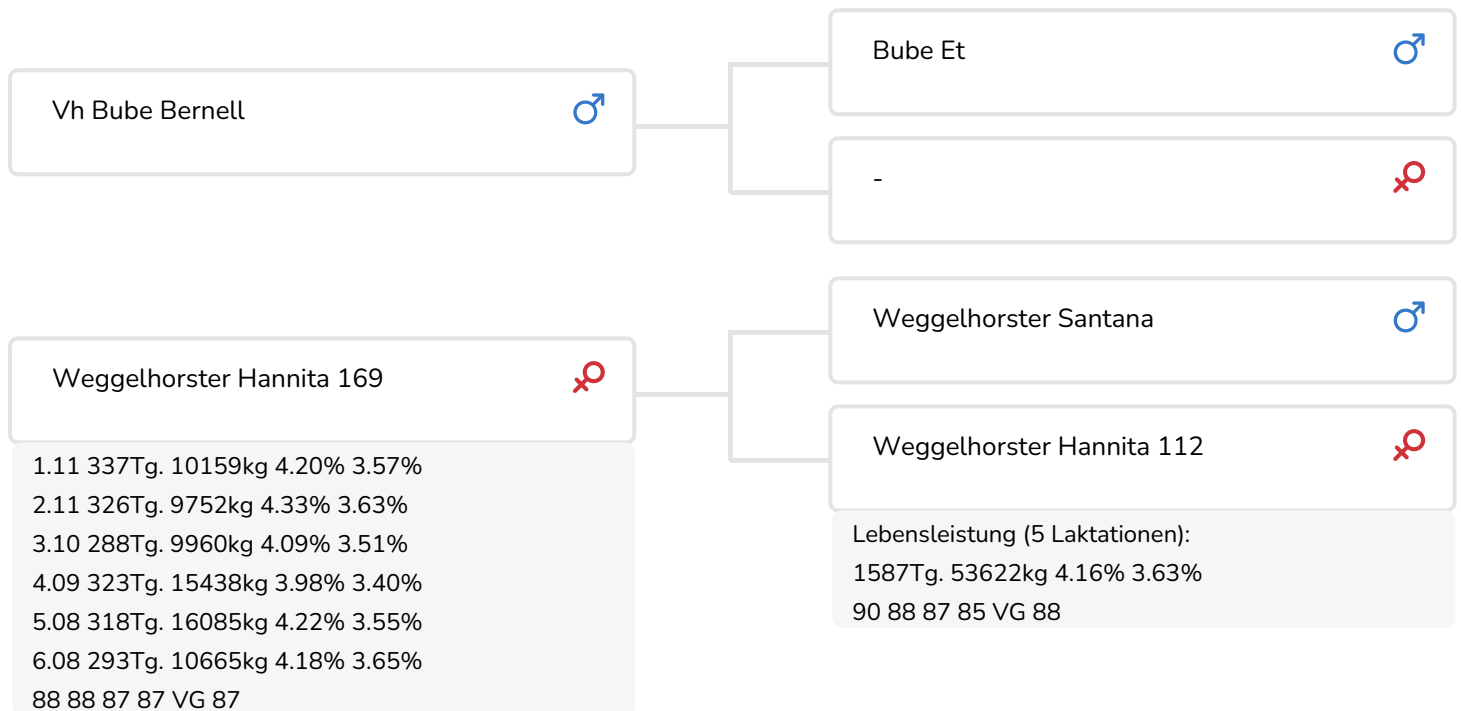 Vh Bube Bernell
Bube Et
-
Weggelhorster Hannita 169
1.11 337Tg. 10159kg 4.20% 3.57%
2.11 326Tg. 9752kg 4.33% 3.63%
3.10 288Tg. 9960kg 4.09% 3.51%
4.09 323Tg. 15438kg 3.98% 3.40%
5.08 318Tg. 16085kg 4.22% 3.55%
6.08 293Tg. 10665kg 4.18% 3.65%
88 88 87 87 VG 87
Weggelhorster Santana
Weggelhorster Hannita 112
Lebensleistung (5 Laktationen):
1587Tg. 53622kg 4.16% 3.63%
90 88 87 85 VG 88